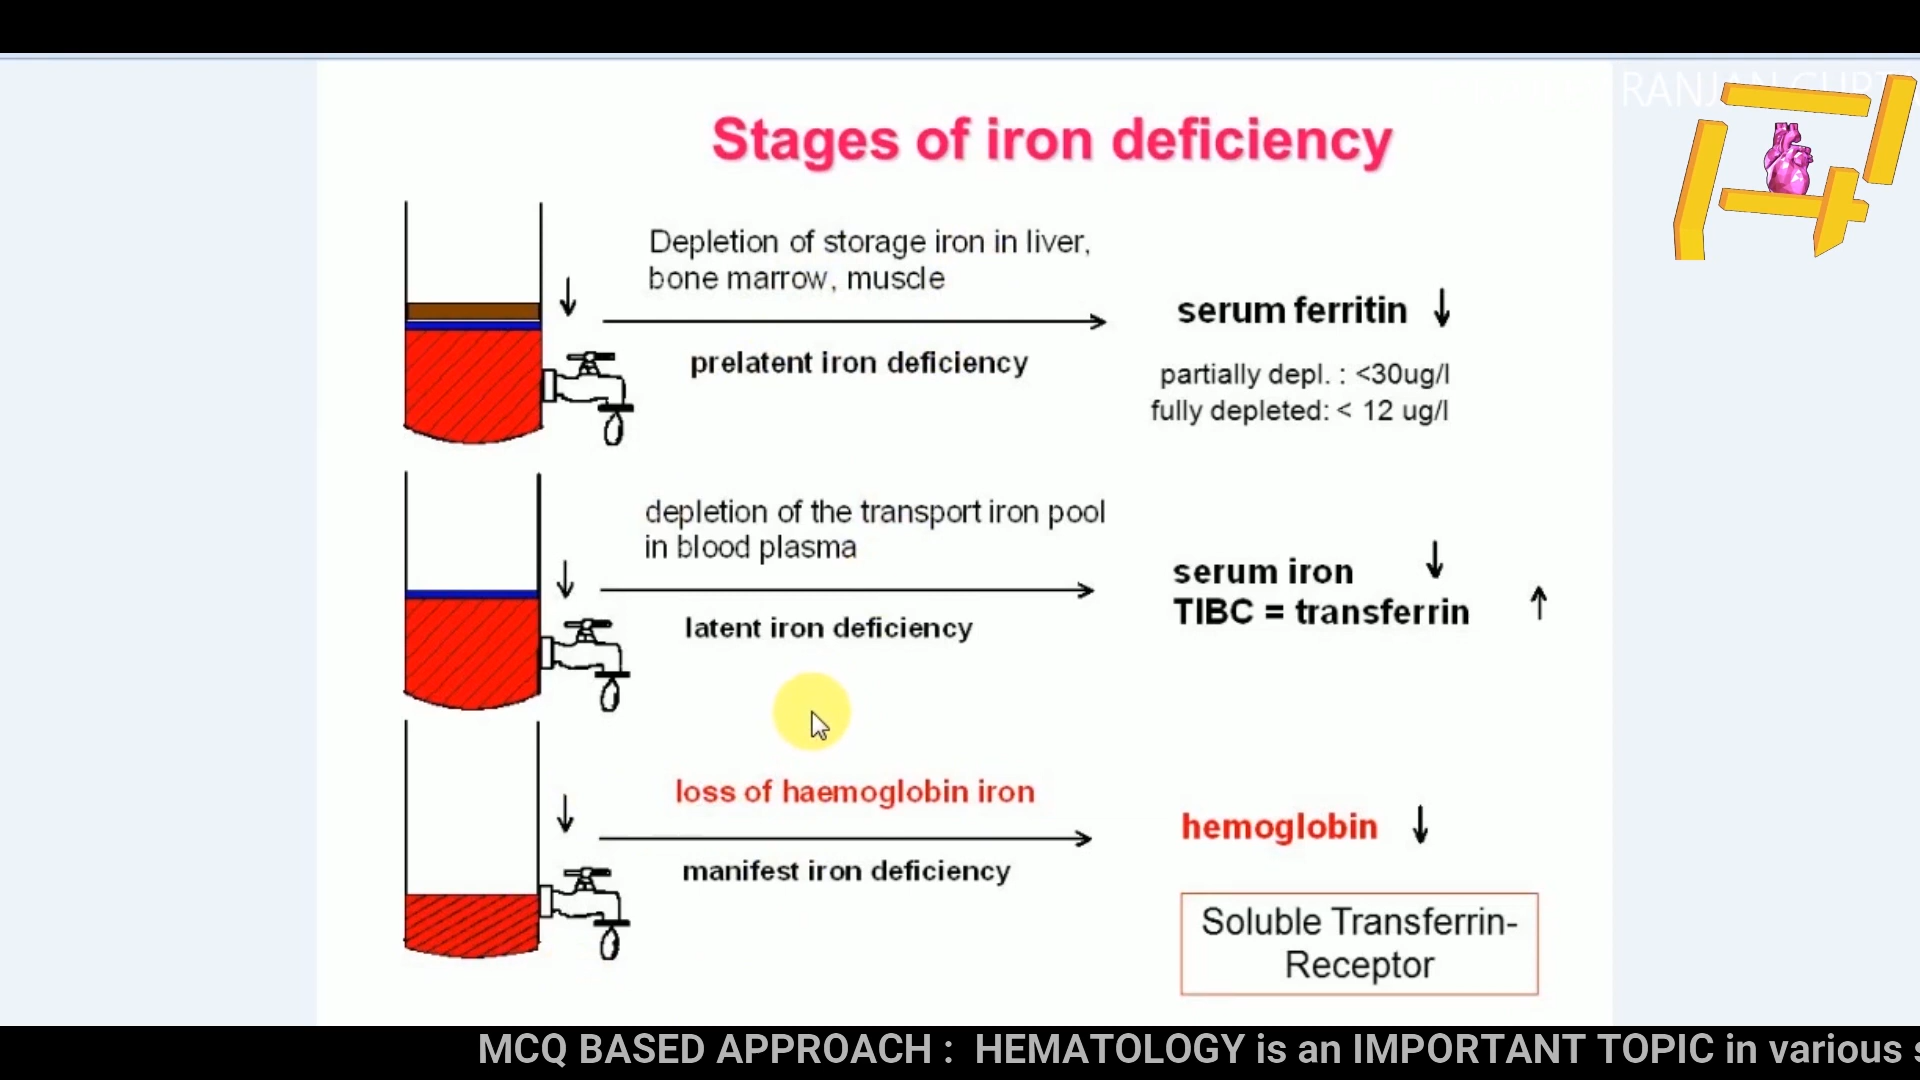 RANJAN GUPT
Stages of iron deficiency
Depletion of storage iron in liver,
bone marrow, muscle
serum ferritin ↓
prelatent iron deficiency
partially depl. : <30ug/l
fully depleted: < 12 ug/l
depletion of the transport iron pool
in blood plasma
serum iron ↓
TIBC = transferrin ↑
latent iron deficiency
loss of haemoglobin iron
hemoglobin ↓
manifest iron deficiency
Soluble Transferrin-
Receptor
MCQ BASED APPROACH : HEMATOLOGY is an IMPORTANT TOPIC in various